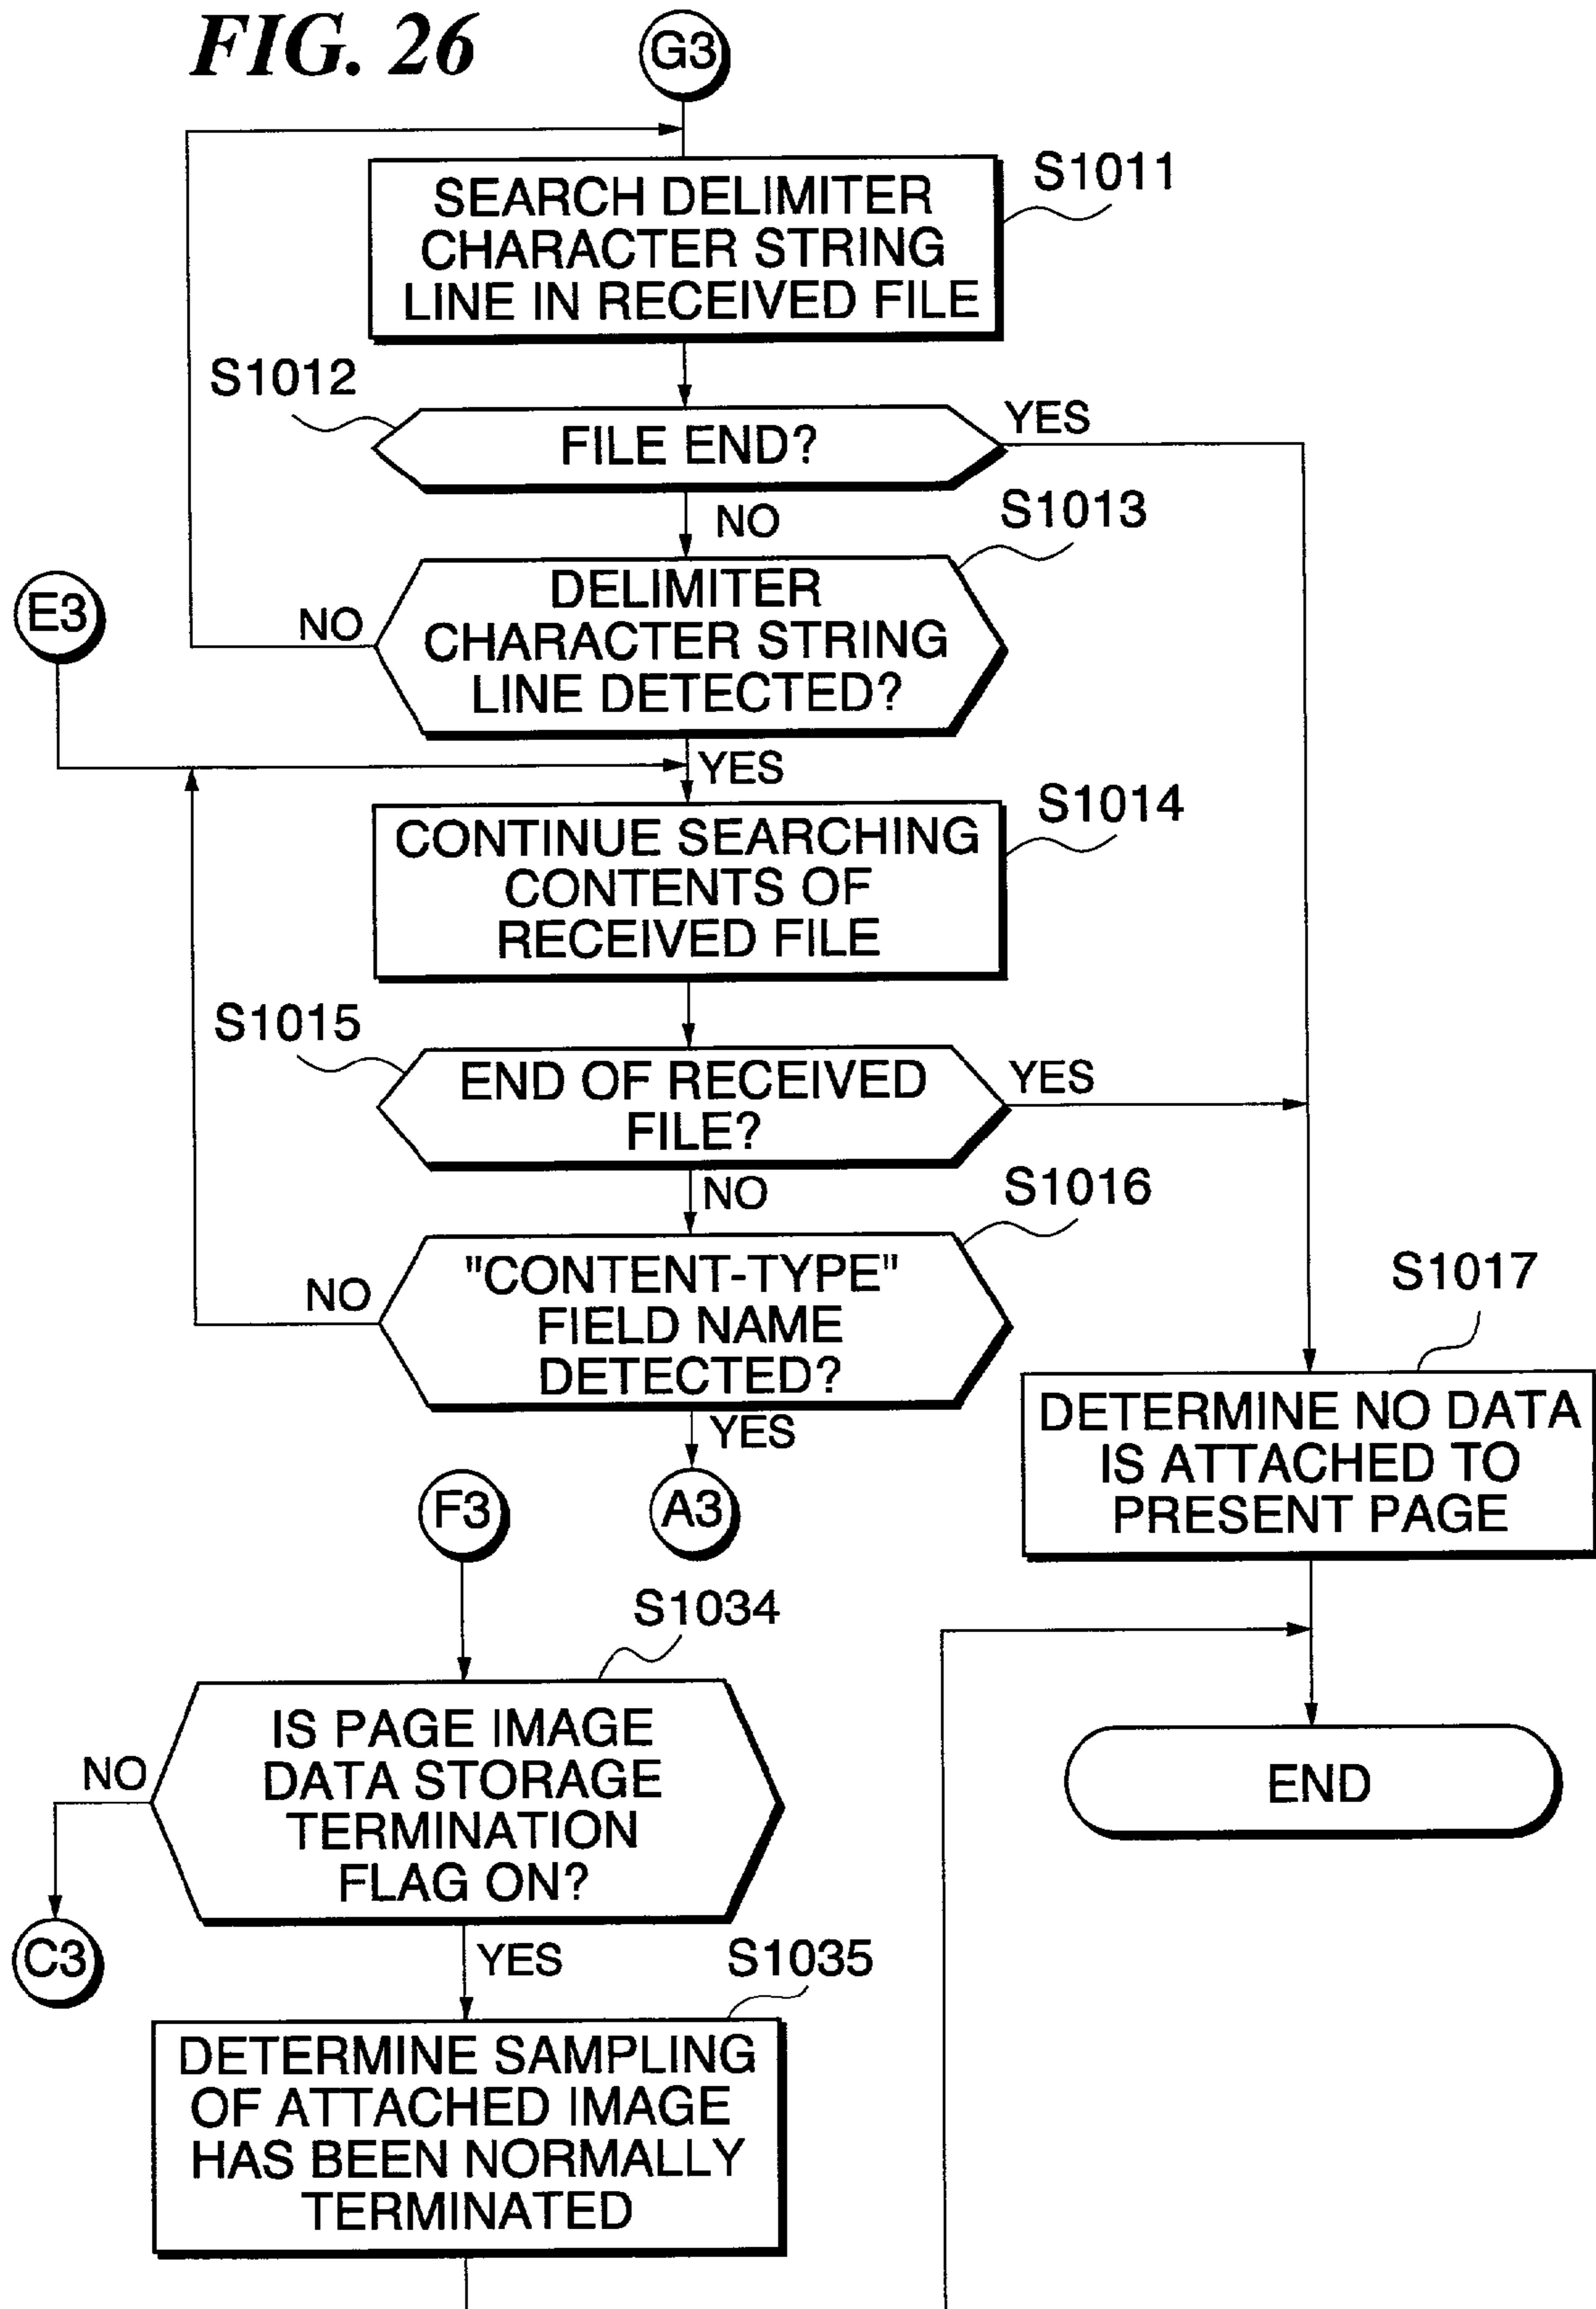 FIG. 26
G3
S1011
SEARCH DELIMITER
CHARACTER STRING
LINE IN RECEIVED FILE
S1012
FILE END?
YES
NO
S1013
E3
NO
DELIMITER
CHARACTER STRING
LINE DETECTED?
YES
S1014
CONTINUE SEARCHING
CONTENTS OF
RECEIVED FILE
S1015
END OF RECEIVED
FILE?
YES
NO
S1016
NO
"CONTENT-TYPE"
FIELD NAME
DETECTED?
YES
S1017
DETERMINE NO DATA
IS ATTACHED TO
PRESENT PAGE
F3
A3
S1034
IS PAGE IMAGE
DATA STORAGE
TERMINATION
FLAG ON?
NO
END
C3
YES
S1035
DETERMINE SAMPLING
OF ATTACHED IMAGE
HAS BEEN NORMALLY
TERMINATED